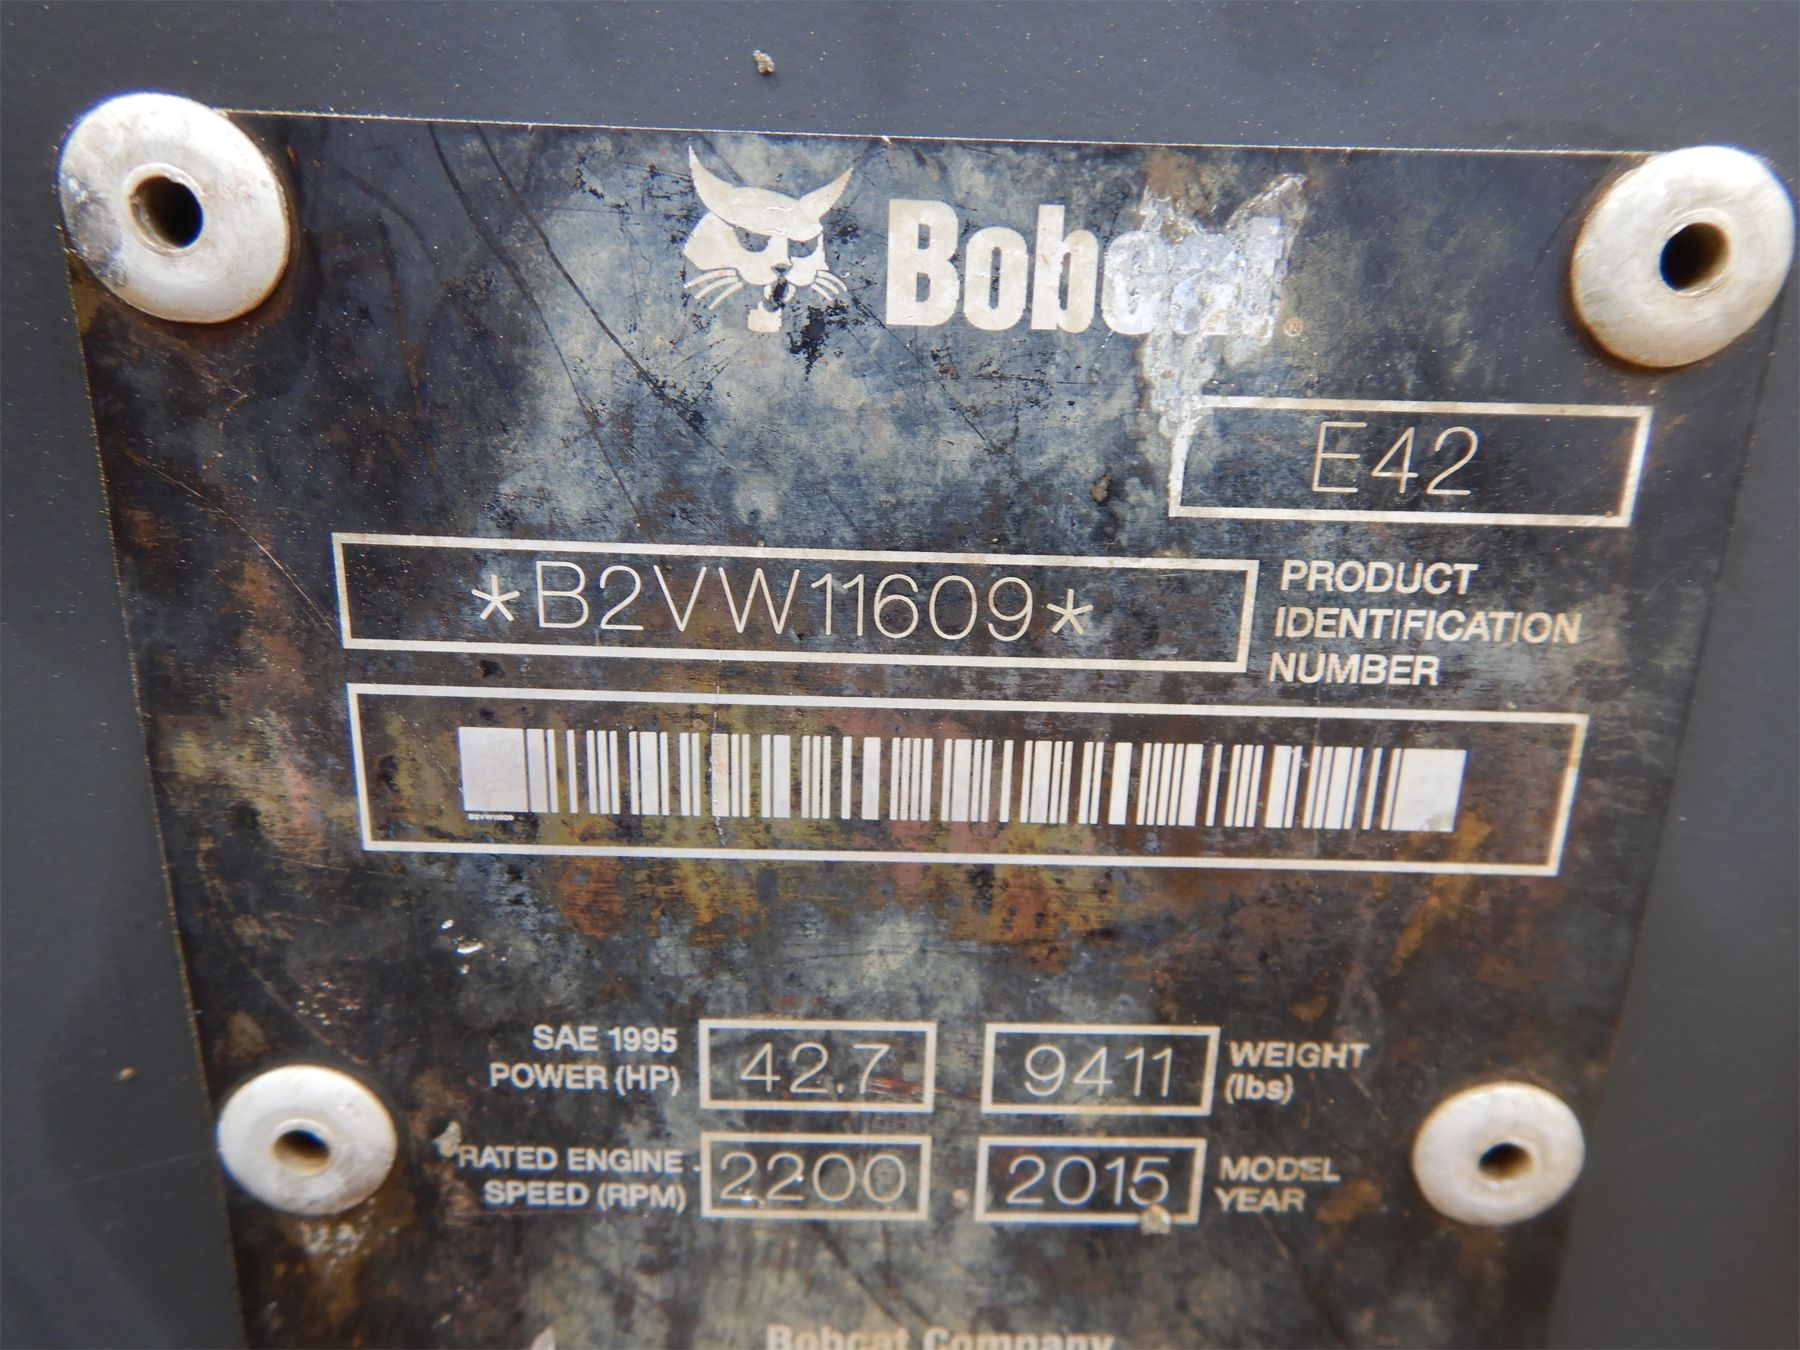 Bobcat®
E42
*B2VW11609*
PRODUCT
IDENTIFICATION
NUMBER
B2VW11609
SAE 1995
POWER (HP)
42.7
9411
WEIGHT
(lbs)
RATED ENGINE
SPEED (RPM)
2200
2015
MODEL
YEAR
Bobcat Company